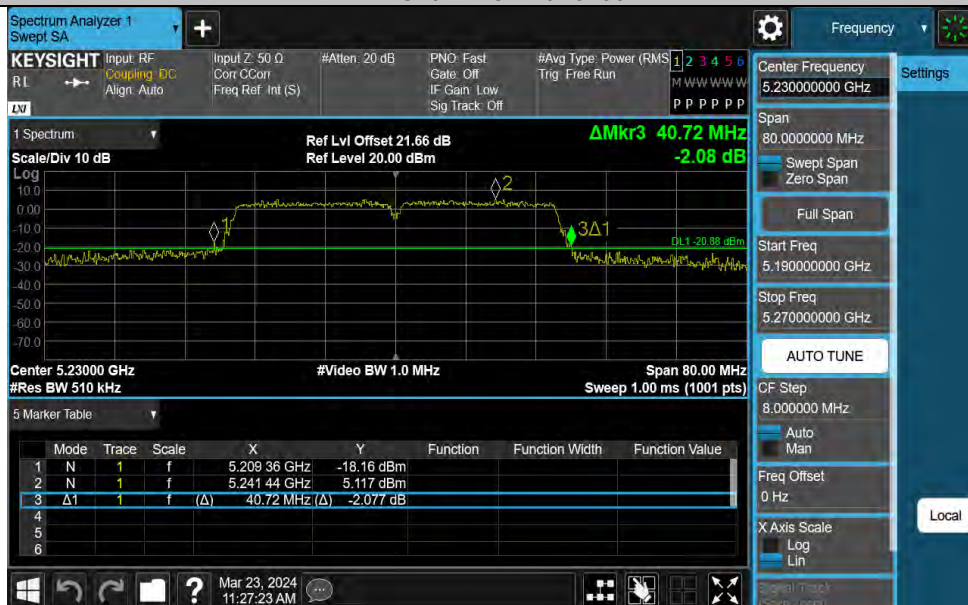 Spectrum Analyzer 1
Swept SA
+
Frequency
KEYSIGHT
RL
LXI
Input: RF
Coupling: DC
Align: Auto
Input Z: 50 Ω
Corr CCorr
Freq Ref: Int (S)
#Atten: 20 dB
PNO: Fast
Gate: Off
IF Gain: Low
Sig Track: Off
#Avg Type: Power (RMS)
Trig: Free Run
1 2 3 4 5 6
M W W W W W
P P P P P P
1 Spectrum
Scale/Div 10 dB
Ref Lvl Offset 21.66 dB
Ref Level 20.00 dBm
ΔMkr3 40.72 MHz
-2.08 dB
Log
10.0
0.00
-10.0
-20.0
-30.0
-40.0
-50.0
-60.0
-70.0
1
2
3Δ1
DL1 -20.88 dBm
Center 5.23000 GHz
#Res BW 510 kHz
#Video BW 1.0 MHz
Span 80.00 MHz
Sweep 1.00 ms (1001 pts)
5 Marker Table
Mode Trace Scale X Y Function Function Width Function Value
1 N 1 f 5.209 36 GHz -18.16 dBm
2 N 1 f 5.241 44 GHz 5.117 dBm
3 Δ1 1 f (Δ) 40.72 MHz (Δ) -2.077 dB
4
5
6
?
Mar 23, 2024
11:27:23 AM
Center Frequency
5.230000000 GHz
Span
80.0000000 MHz
Swept Span
Zero Span
Full Span
Start Freq
5.190000000 GHz
Stop Freq
5.270000000 GHz
AUTO TUNE
CF Step
8.000000 MHz
Auto
Man
Freq Offset
0 Hz
X Axis Scale
Log
Lin
Signal Track
Settings
Local